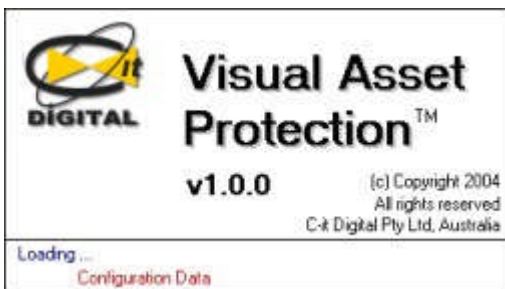 C-it
DIGITAL
Visual Asset
Protection™
v1.0.0
(c) Copyright 2004
All rights reserved
C-it Digital Pty Ltd, Australia
Loading ...
Configuration Data